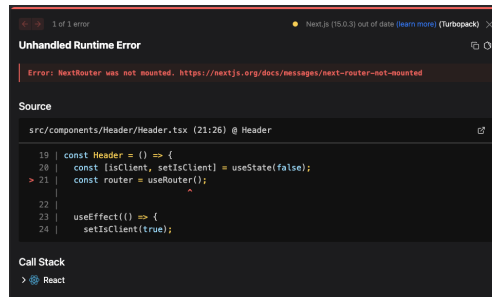 1 of 1 error
Next.js (15.0.3) out of date (learn more) (Turbopack)
Unhandled Runtime Error
Error: NextRouter was not mounted. https://nextjs.org/docs/messages/next-router-not-mounted
Source
src/components/Header/Header.tsx (21:26) @ Header
19 | const Header = () => {
20 |   const [isClient, setIsClient] = useState(false);
> 21 |   const router = useRouter();
|                          ^
22 |
23 |   useEffect(() => {
24 |     setIsClient(true);
Call Stack
React